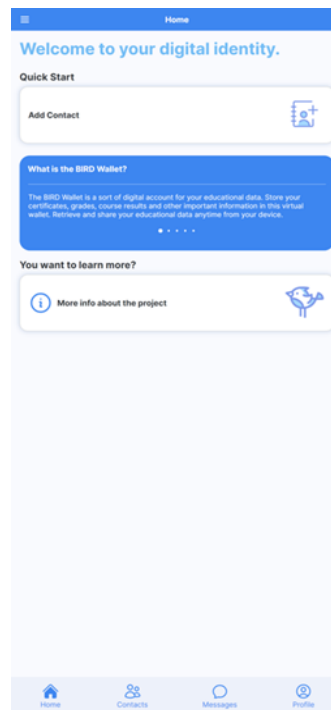 Home
Welcome to your digital identity.
Quick Start
Add Contact
What is the BIRD Wallet?
The BIRD Wallet is a sort of digital account for your educational data. Store your
certificates, grades, course results and other important information in this virtual
wallet. Retrieve and share your educational data anytime from your device.
You want to learn more?
i More info about the project
Home Contacts Messages Profile